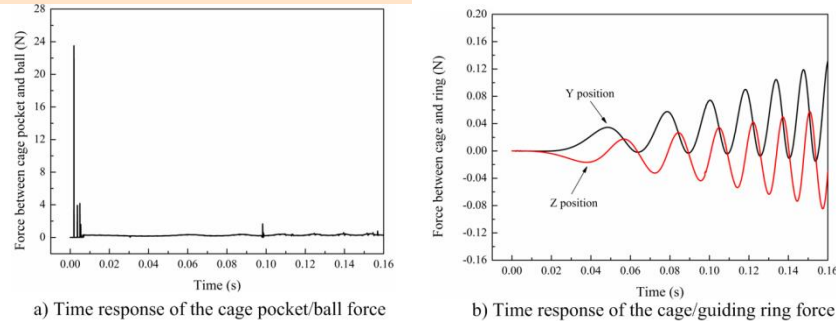 28
24
20
16
12
8
4
0
Force between cage pocket and ball (N)
0.00 0.02 0.04 0.06 0.08 0.10 0.12 0.14 0.16
Time (s)
a) Time response of the cage pocket/ball force
0.20
0.16
0.12
0.08
0.04
0.00
-0.04
-0.08
-0.12
-0.16
Force between cage and ring (N)
Y position
Z position
0.00 0.02 0.04 0.06 0.08 0.10 0.12 0.14 0.16
Time (s)
b) Time response of the cage/guiding ring force